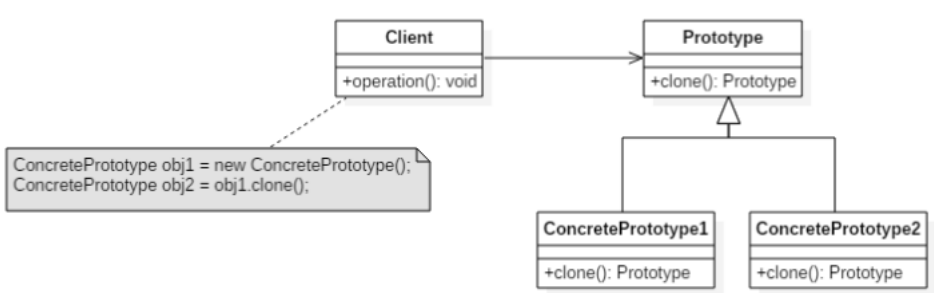 Client
+operation(): void
Prototype
+clone(): Prototype
ConcretePrototype obj1 = new ConcretePrototype();
ConcretePrototype obj2 = obj1.clone();
ConcretePrototype1
+clone(): Prototype
ConcretePrototype2
+clone(): Prototype